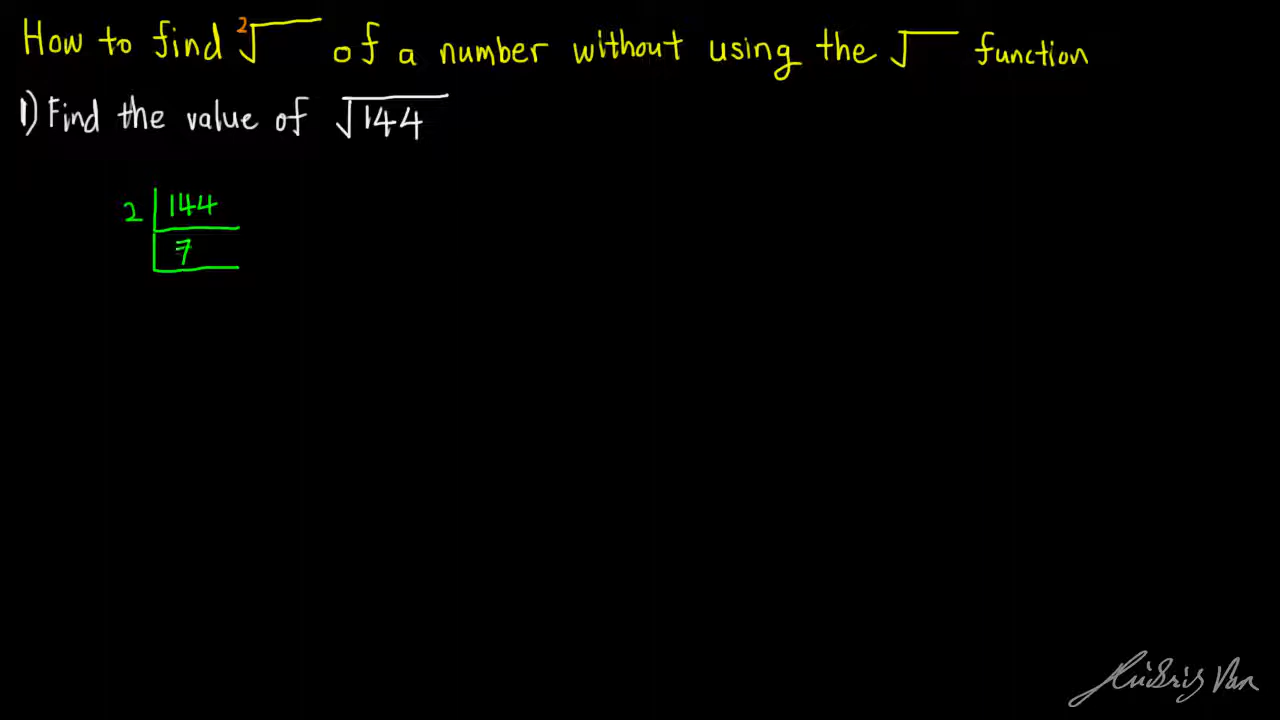 How to find ²√ of a number without using the √ function
1) Find the value of √144
2 | 144
7